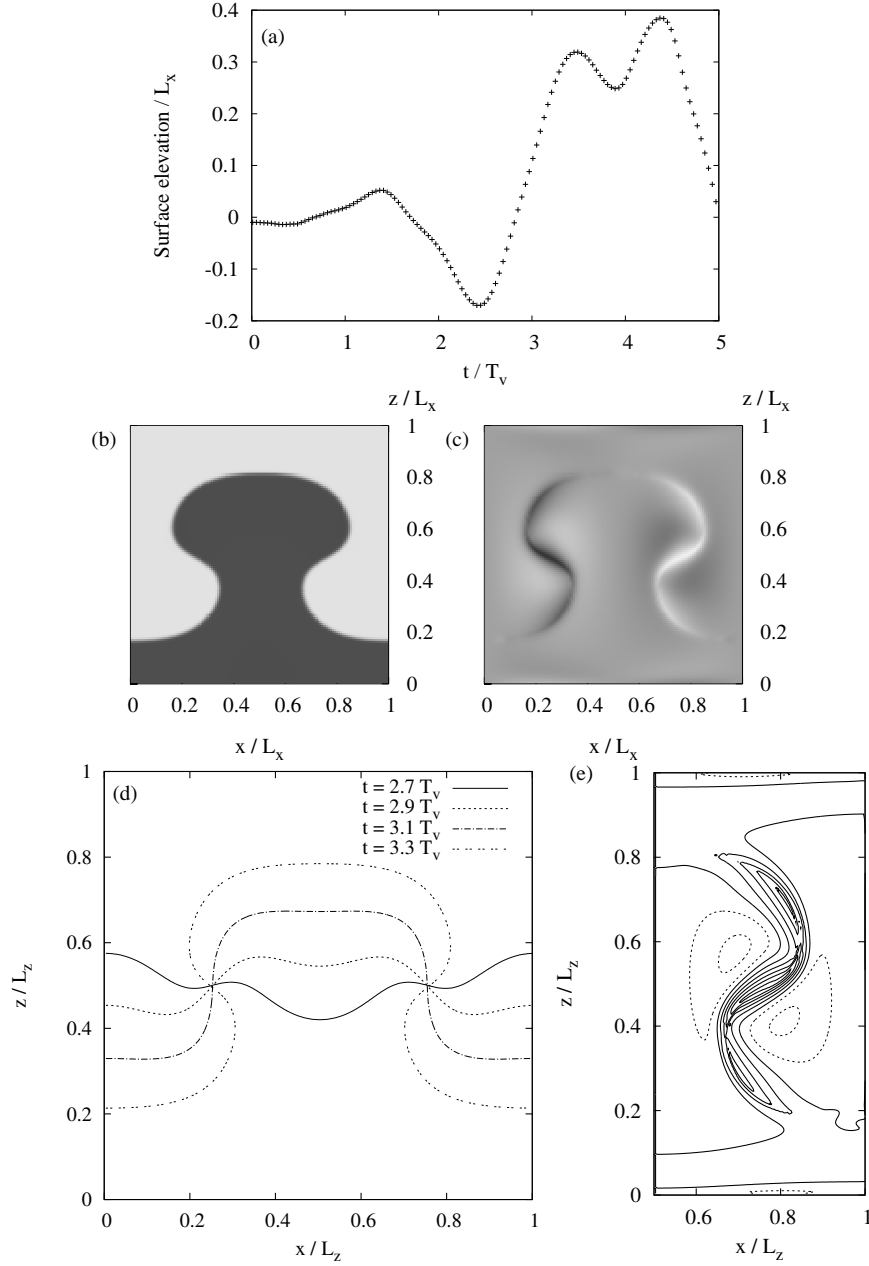 (a)
Surface elevation / L_x
0.4
0.3
0.2
0.1
0
-0.1
-0.2
0 1 2 3 4 5
t / T_v
(b)
z / L_x
1
0.8
0.6
0.4
0.2
0
0 0.2 0.4 0.6 0.8 1
x / L_x
(c)
z / L_x
1
0.8
0.6
0.4
0.2
0
0 0.2 0.4 0.6 0.8 1
x / L_x
(d)
t = 2.7 T_v
t = 2.9 T_v
t = 3.1 T_v
t = 3.3 T_v
z / L_z
1
0.8
0.6
0.4
0.2
0
0 0.2 0.4 0.6 0.8 1
x / L_z
(e)
z / L_z
1
0.8
0.6
0.4
0.2
0
0.6 0.8 1
x / L_z